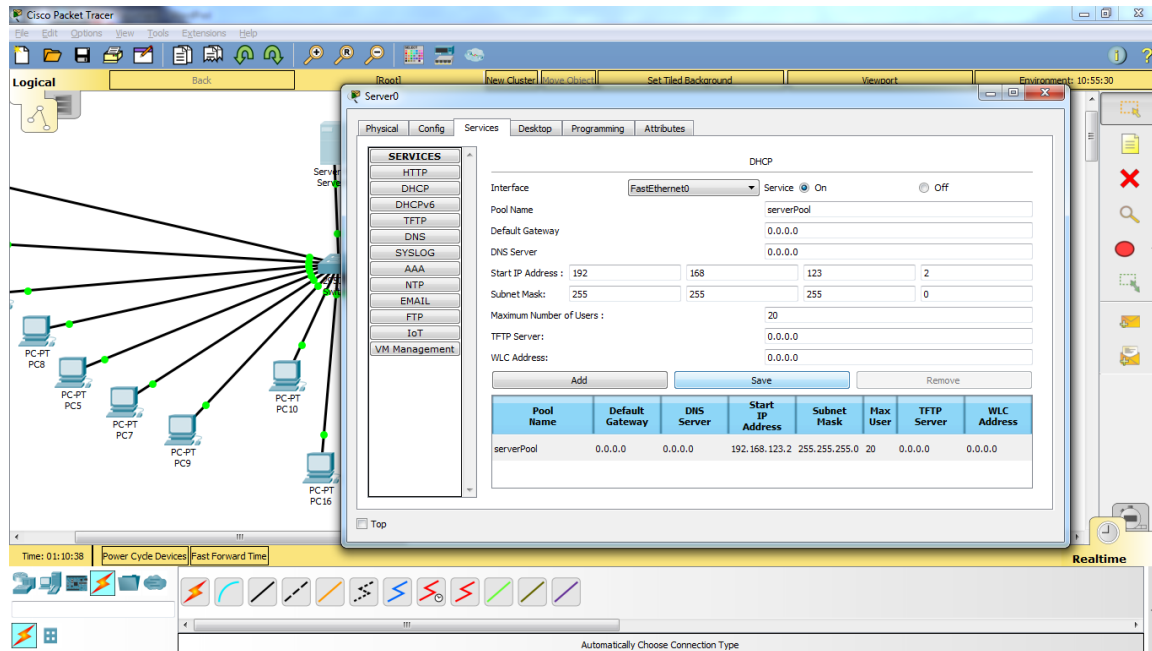 Cisco Packet Tracer
File Edit Options View Tools Extensions Help
Logical Back [Root] New Cluster Move Object Set Tiled Background Viewport Environment: 10:55:30
Server0
Physical Config Services Desktop Programming Attributes
SERVICES
HTTP
DHCP
DHCPv6
TFTP
DNS
SYSLOG
AAA
NTP
EMAIL
FTP
IoT
VM Management
DHCP
Interface FastEthernet0 Service On Off
Pool Name serverPool
Default Gateway 0.0.0.0
DNS Server 0.0.0.0
Start IP Address : 192 168 123 2
Subnet Mask: 255 255 255 0
Maximum Number of Users : 20
TFTP Server: 0.0.0.0
WLC Address: 0.0.0.0
Add Save Remove
Pool Name Default Gateway DNS Server Start IP Address Subnet Mask Max User TFTP Server WLC Address
serverPool 0.0.0.0 0.0.0.0 192.168.123.2 255.255.255.0 20 0.0.0.0 0.0.0.0
Top
PC-PT
PC8
PC-PT
PC5
PC-PT
PC7
PC-PT
PC9
PC-PT
PC10
PC-PT
PC16
Time: 01:10:38 Power Cycle Devices Fast Forward Time Realtime
Automatically Choose Connection Type